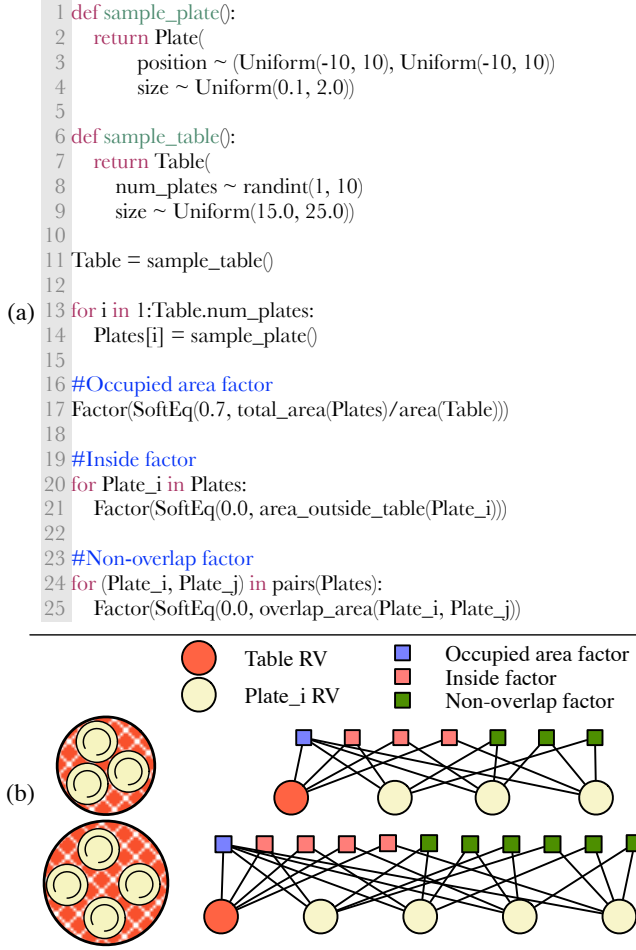 1 def sample_plate():
2 return Plate(
3 position ~ (Uniform(-10, 10), Uniform(-10, 10))
4 size ~ Uniform(0.1, 2.0))
5
6 def sample_table():
7 return Table(
8 num_plates ~ randint(1, 10)
9 size ~ Uniform(15.0, 25.0))
10
11 Table = sample_table()
12
(a) 13 for i in 1:Table.num_plates:
14 Plates[i] = sample_plate()
15
16 #Occupied area factor
17 Factor(SoftEq(0.7, total_area(Plates)/area(Table)))
18
19 #Inside factor
20 for Plate_i in Plates:
21 Factor(SoftEq(0.0, area_outside_table(Plate_i)))
22
23 #Non-overlap factor
24 for (Plate_i, Plate_j) in pairs(Plates):
25 Factor(SoftEq(0.0, overlap_area(Plate_i, Plate_j))
Table RV
Plate_i RV
Occupied area factor
Inside factor
Non-overlap factor
(b)